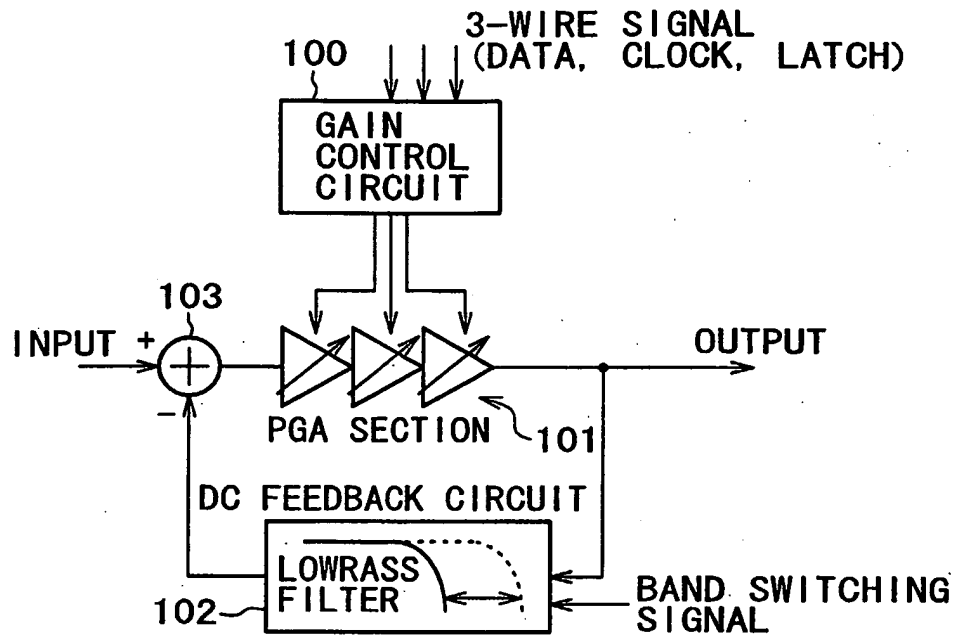 3-WIRE SIGNAL
(DATA, CLOCK, LATCH)
100
GAIN
CONTROL
CIRCUIT
103
INPUT
+
+
-
OUTPUT
PGA SECTION
101
DC FEEDBACK CIRCUIT
LOWRASS
FILTER
102
BAND SWITCHING
SIGNAL